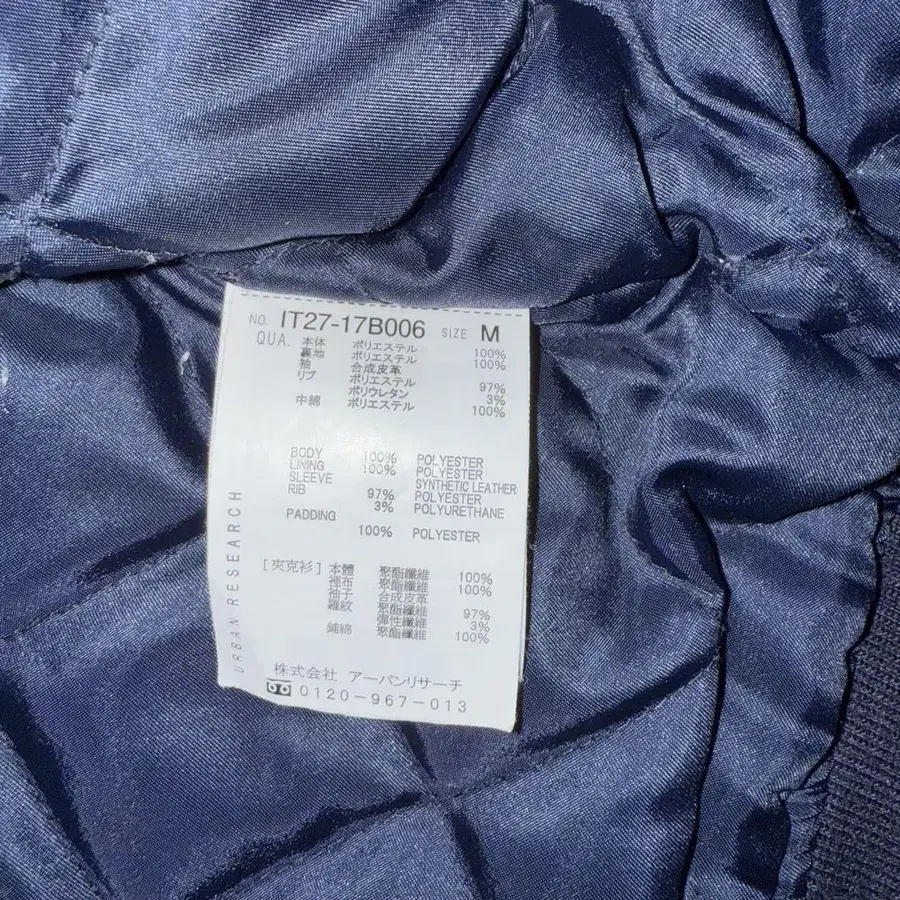 NO. IT27-17B006 SIZE M
QUA. 本体 ポリエステル 100%
裏地 ポリエステル 100%
袖 合成皮革
リブ ポリエステル 97%
ポリウレタン 3%
中綿 ポリエステル 100%
BODY 100% POLYESTER
LINING 100% POLYESTER
SLEEVE SYNTHETIC LEATHER
RIB 97% POLYESTER
3% POLYURETHANE
PADDING
100% POLYESTER
[夾克衫] 本體 聚酯纖維 100%
裡布 聚酯纖維 100%
袖子 合成皮革
羅紋 聚酯纖維 97%
彈性纖維 3%
鋪綿 聚酯纖維 100%
URBAN RESEARCH
株式会社 アーバンリサーチ
0120-967-013